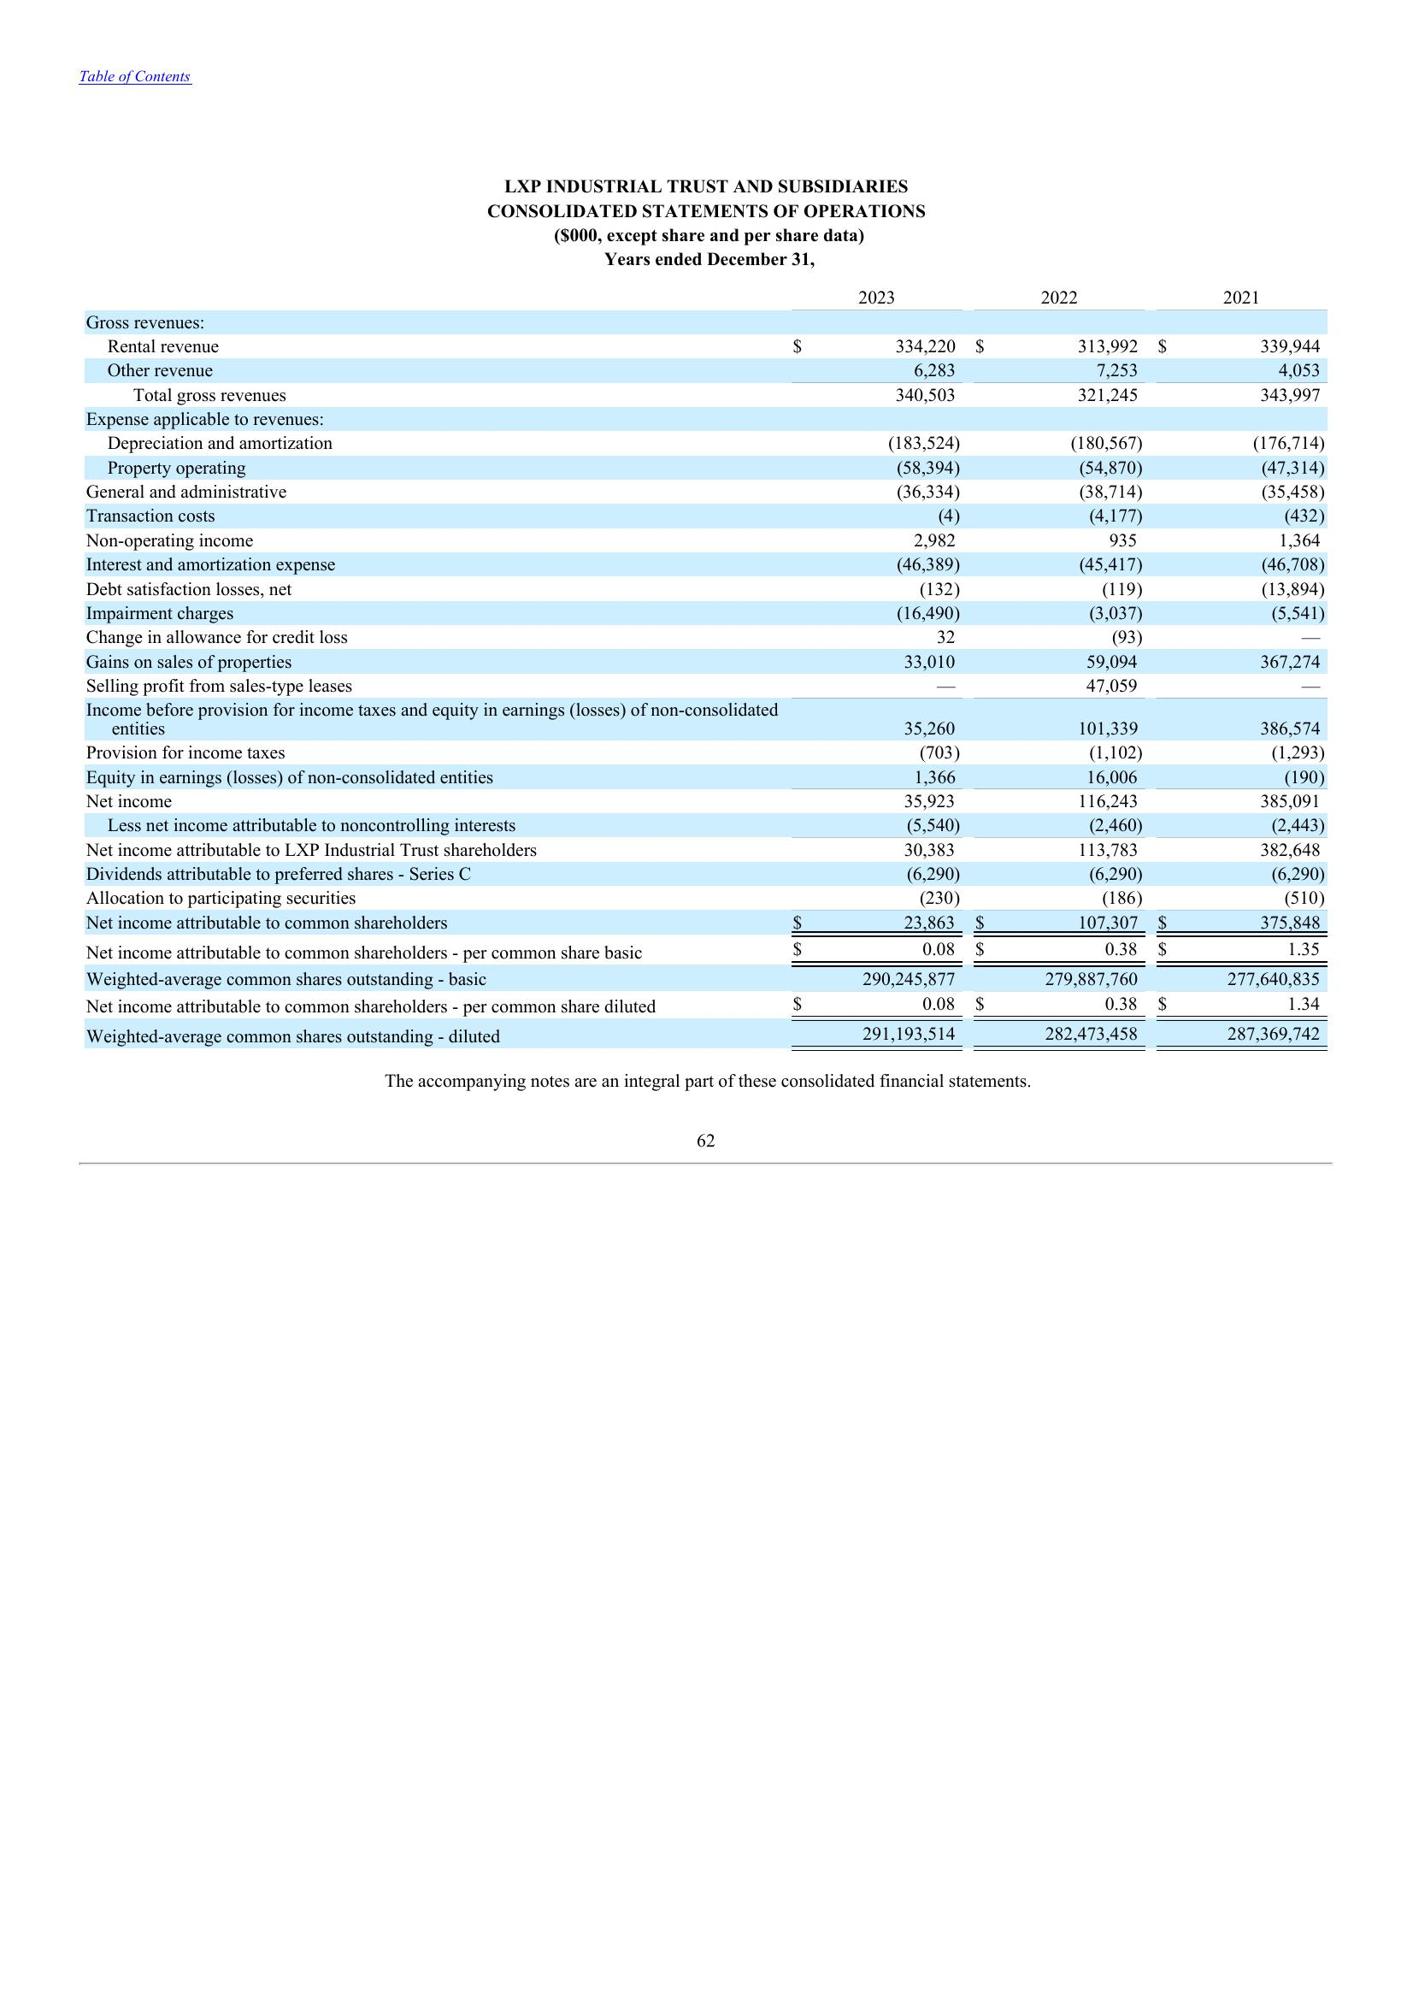 Table of Contents
LXP INDUSTRIAL TRUST AND SUBSIDIARIES
CONSOLIDATED STATEMENTS OF OPERATIONS
($000, except share and per share data)
Years ended December 31,
2023 2022 2021
Gross revenues:
Rental revenue $ 334,220 $ 313,992 $ 339,944
Other revenue 6,283 7,253 4,053
Total gross revenues 340,503 321,245 343,997
Expense applicable to revenues:
Depreciation and amortization (183,524) (180,567) (176,714)
Property operating (58,394) (54,870) (47,314)
General and administrative (36,334) (38,714) (35,458)
Transaction costs (4) (4,177) (432)
Non-operating income 2,982 935 1,364
Interest and amortization expense (46,389) (45,417) (46,708)
Debt satisfaction losses, net (132) (119) (13,894)
Impairment charges (16,490) (3,037) (5,541)
Change in allowance for credit loss 32 (93) —
Gains on sales of properties 33,010 59,094 367,274
Selling profit from sales-type leases — 47,059 —
Income before provision for income taxes and equity in earnings (losses) of non-consolidated
entities 35,260 101,339 386,574
Provision for income taxes (703) (1,102) (1,293)
Equity in earnings (losses) of non-consolidated entities 1,366 16,006 (190)
Net income 35,923 116,243 385,091
Less net income attributable to noncontrolling interests (5,540) (2,460) (2,443)
Net income attributable to LXP Industrial Trust shareholders 30,383 113,783 382,648
Dividends attributable to preferred shares - Series C (6,290) (6,290) (6,290)
Allocation to participating securities (230) (186) (510)
Net income attributable to common shareholders $ 23,863 $ 107,307 $ 375,848
Net income attributable to common shareholders - per common share basic $ 0.08 $ 0.38 $ 1.35
Weighted-average common shares outstanding - basic 290,245,877 279,887,760 277,640,835
Net income attributable to common shareholders - per common share diluted $ 0.08 $ 0.38 $ 1.34
Weighted-average common shares outstanding - diluted 291,193,514 282,473,458 287,369,742
The accompanying notes are an integral part of these consolidated financial statements.
62